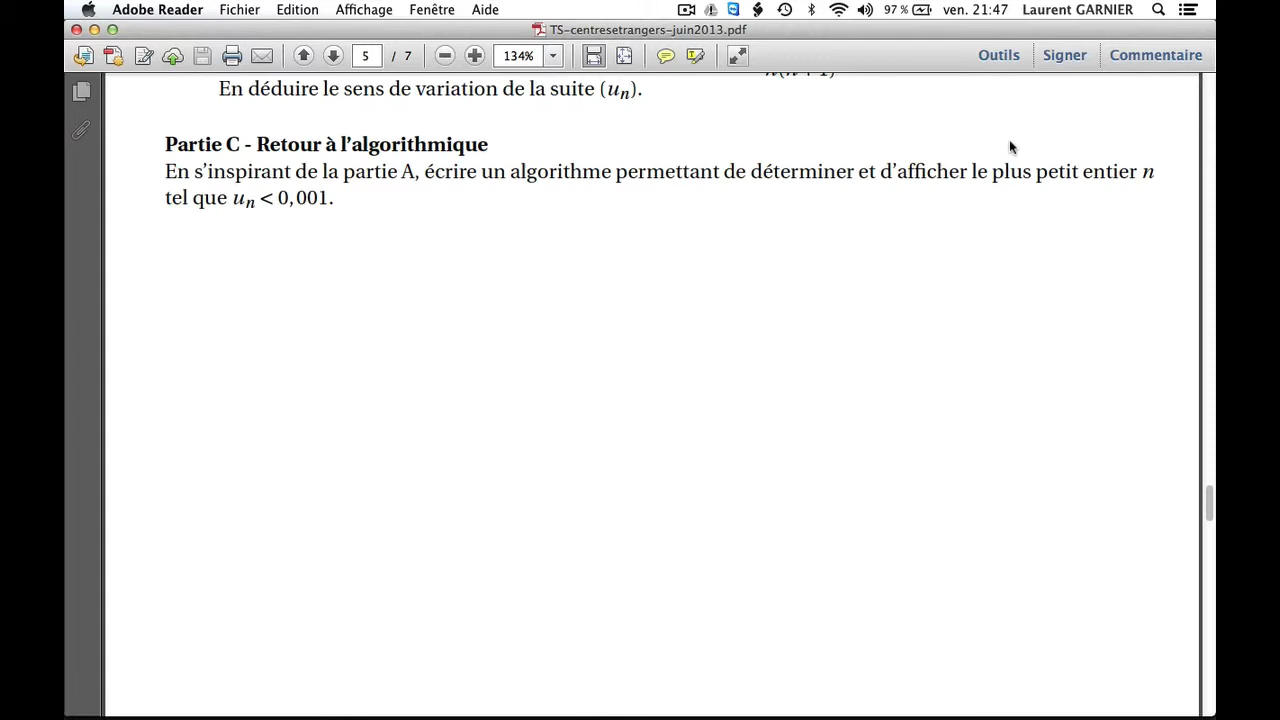 Adobe Reader Fichier Edition Affichage Fenêtre Aide 97 % ven. 21:47 Laurent GARNIER
TS-centresetrangers-juin2013.pdf
5 / 7 134% Outils Signer Commentaire
En déduire le sens de variation de la suite (uₙ).
Partie C - Retour à l’algorithmique
En s’inspirant de la partie A, écrire un algorithme permettant de déterminer et d’afficher le plus petit entier n
tel que uₙ < 0,001.